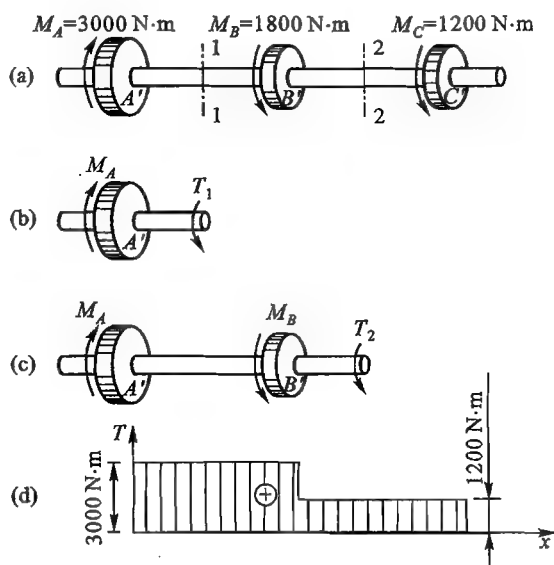 M_A=3000 N·m M_B=1800 N·m M_C=1200 N·m
(a) 1 2
A' B' C'
1 2
M_A T_1
(b) A'
M_A M_B T_2
(c) A' B'
T 1200 N·m
(d) 3000 N·m + x